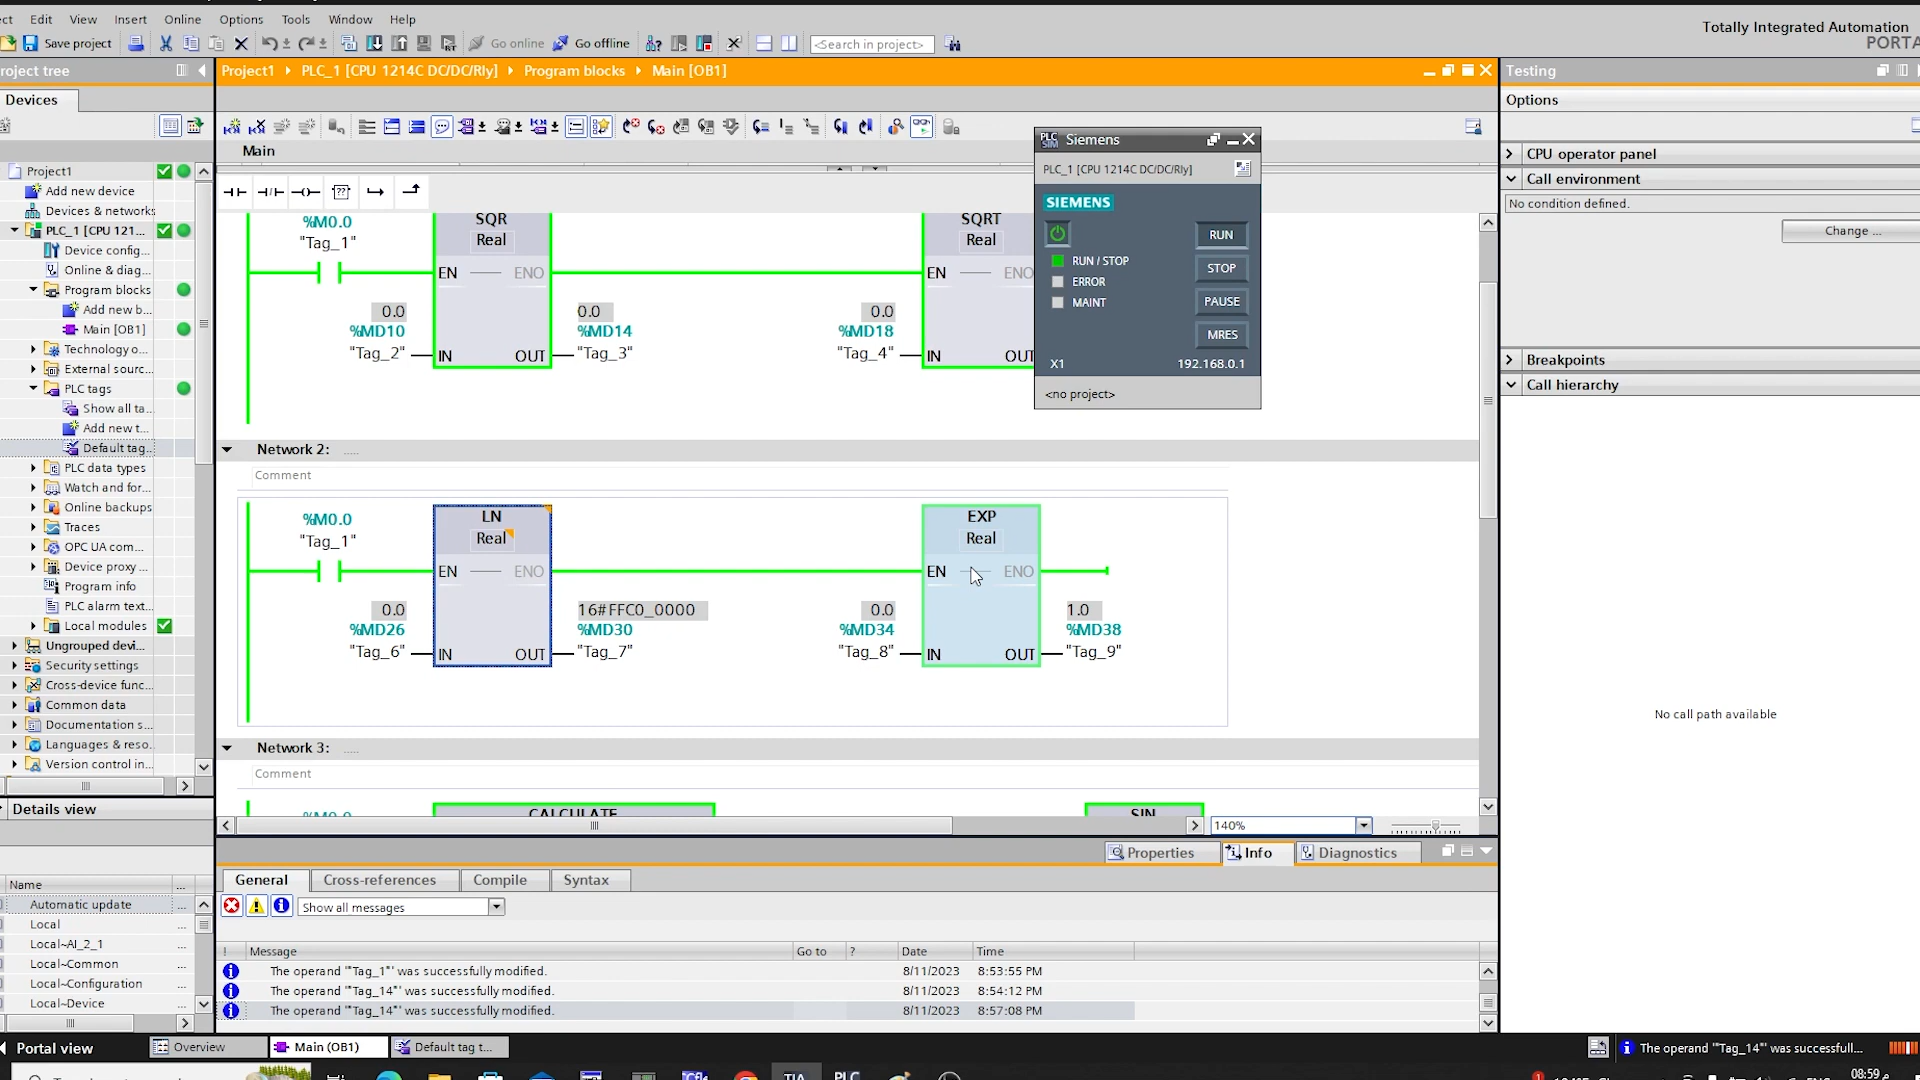 ect Edit View Insert Online Options Tools Window Help
Totally Integrated Automation
PORTA
Save project Go online Go offline <Search in project>
roject tree
Project1 PLC_1 [CPU 1214C DC/DC/Rly] Program blocks Main [OB1]
Testing
Devices
Options
Main
Siemens
PLC SIM
PLC_1 [CPU 1214C DC/DC/Rly]
SIEMENS
RUN
RUN / STOP
STOP
ERROR
MAINT
PAUSE
MRES
X1 192.168.0.1
<no project>
CPU operator panel
Call environment
No condition defined.
Change ...
Breakpoints
Call hierarchy
No call path available
Project1
Add new device
Devices & networks
PLC_1 [CPU 121...
Device config...
Online & diag...
Program blocks
Add new b...
Main [OB1]
Technology o...
External sourc...
PLC tags
Show all ta...
Add new t...
Default tag...
PLC data types
Watch and for...
Online backups
Traces
OPC UA com...
Device proxy ...
Program info
PLC alarm text...
Local modules
Ungrouped devi...
Security settings
Cross-device func...
Common data
Documentation s...
Languages & reso...
Version control in...
%M0.0
"Tag_1"
SQR
Real
EN ENO
0.0
%MD10
"Tag_2"
IN OUT
0.0
%MD14
"Tag_3"
SQRT
Real
EN ENO
0.0
%MD18
"Tag_4"
IN OUT
Network 2: .....
Comment
%M0.0
"Tag_1"
LN
Real
EN ENO
0.0
%MD26
"Tag_6"
IN OUT
16#FFC0_0000
%MD30
"Tag_7"
EXP
Real
EN ENO
0.0
%MD34
"Tag_8"
IN OUT
1.0
%MD38
"Tag_9"
Network 3: .....
Comment
%M0.0
CALCULATE
SIN
140%
Details view
Name ...
Automatic update ...
Local ...
Local~AI_2_1 ...
Local~Common ...
Local~Configuration ...
Local~Device ...
Properties Info Diagnostics
General Cross-references Compile Syntax
Show all messages
! Message Go to ? Date Time
The operand '"Tag_1"' was successfully modified. 8/11/2023 8:53:55 PM
The operand '"Tag_14"' was successfully modified. 8/11/2023 8:54:12 PM
The operand '"Tag_14"' was successfully modified. 8/11/2023 8:57:08 PM
Portal view Overview Main (OB1) Default tag t...
The operand '"Tag_14"' was successfull...
08:59